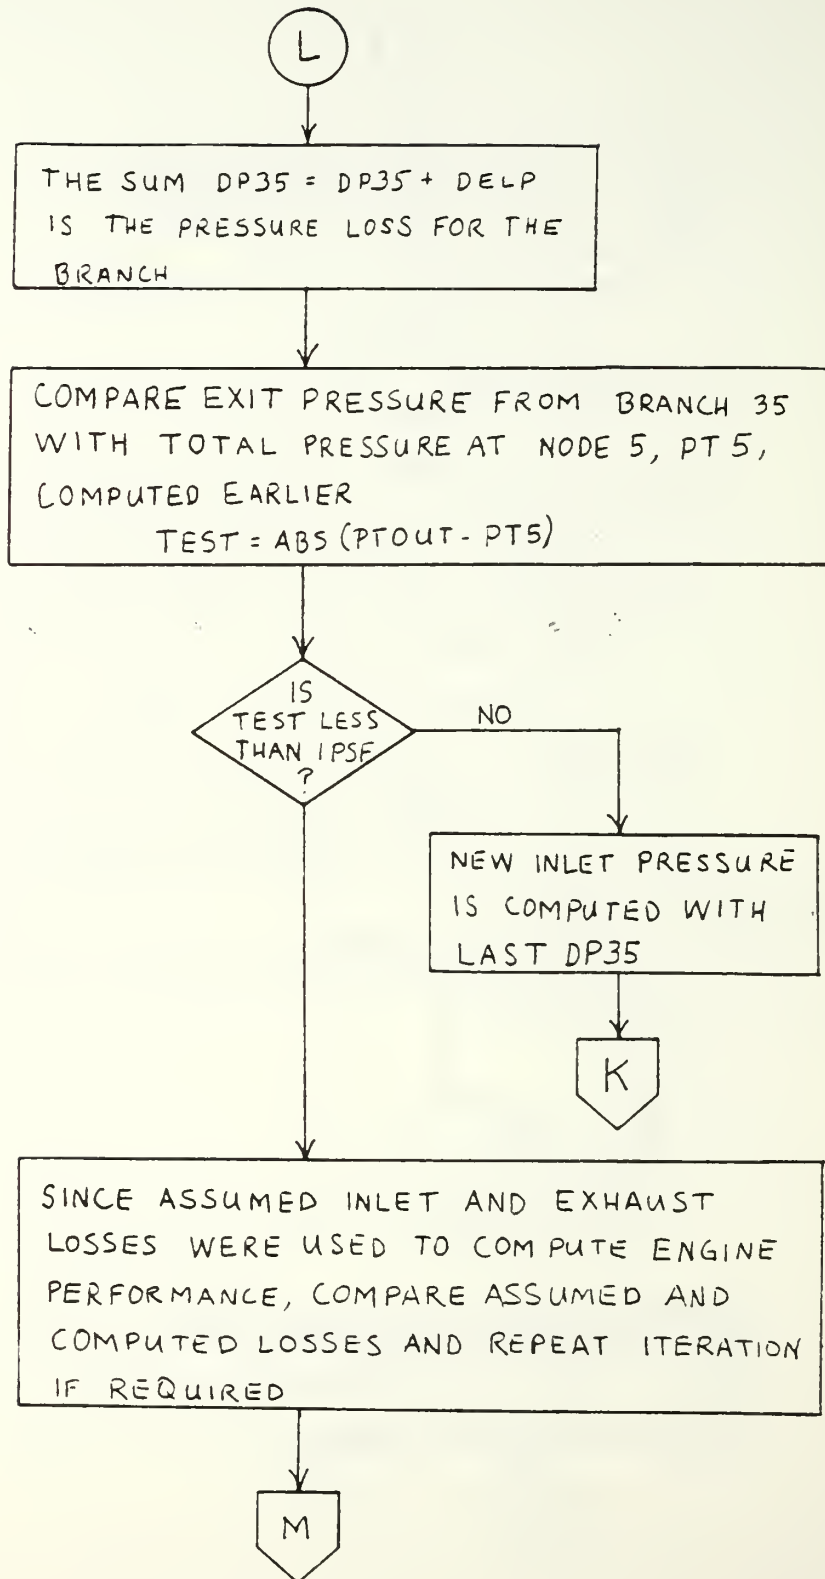 L
THE SUM DP35 = DP35 + DELP
IS THE PRESSURE LOSS FOR THE
BRANCH
COMPARE EXIT PRESSURE FROM BRANCH 35
WITH TOTAL PRESSURE AT NODE 5, PT5,
COMPUTED EARLIER
TEST = ABS (PTOUT - PT5)
IS
TEST LESS
THAN 1 PSF
?
NO
NEW INLET PRESSURE
IS COMPUTED WITH
LAST DP35
K
SINCE ASSUMED INLET AND EXHAUST
LOSSES WERE USED TO COMPUTE ENGINE
PERFORMANCE, COMPARE ASSUMED AND
COMPUTED LOSSES AND REPEAT ITERATION
IF REQUIRED
M